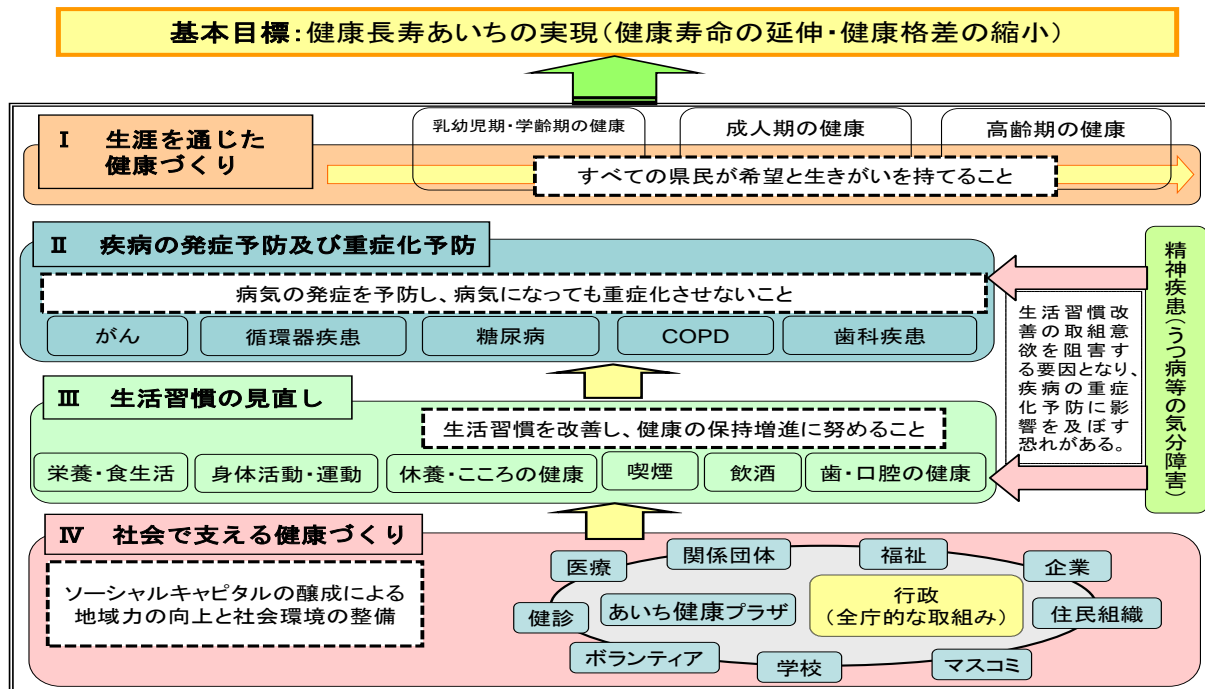 基本目標：健康長寿あいちの実現（健康寿命の延伸・健康格差の縮小）
Ⅰ　生涯を通じた
健康づくり
乳幼児期・学齢期の健康
成人期の健康
高齢期の健康
すべての県民が希望と生きがいを持てること
Ⅱ　疾病の発症予防及び重症化予防
病気の発症を予防し、病気になっても重症化させないこと
がん
循環器疾患
糖尿病
COPD
歯科疾患
精神疾患（うつ病等の気分障害）
生活習慣改
善の取組意
欲を阻害す
る要因となり、
疾病の重症
化予防に影
響を及ぼす
恐れがある。
Ⅲ　生活習慣の見直し
生活習慣を改善し、健康の保持増進に努めること
栄養・食生活
身体活動・運動
休養・こころの健康
喫煙
飲酒
歯・口腔の健康
Ⅳ　社会で支える健康づくり
ソーシャルキャピタルの醸成による
地域力の向上と社会環境の整備
医療
関係団体
福祉
企業
健診
あいち健康プラザ
行政
（全庁的な取組み）
住民組織
ボランティア
学校
マスコミ